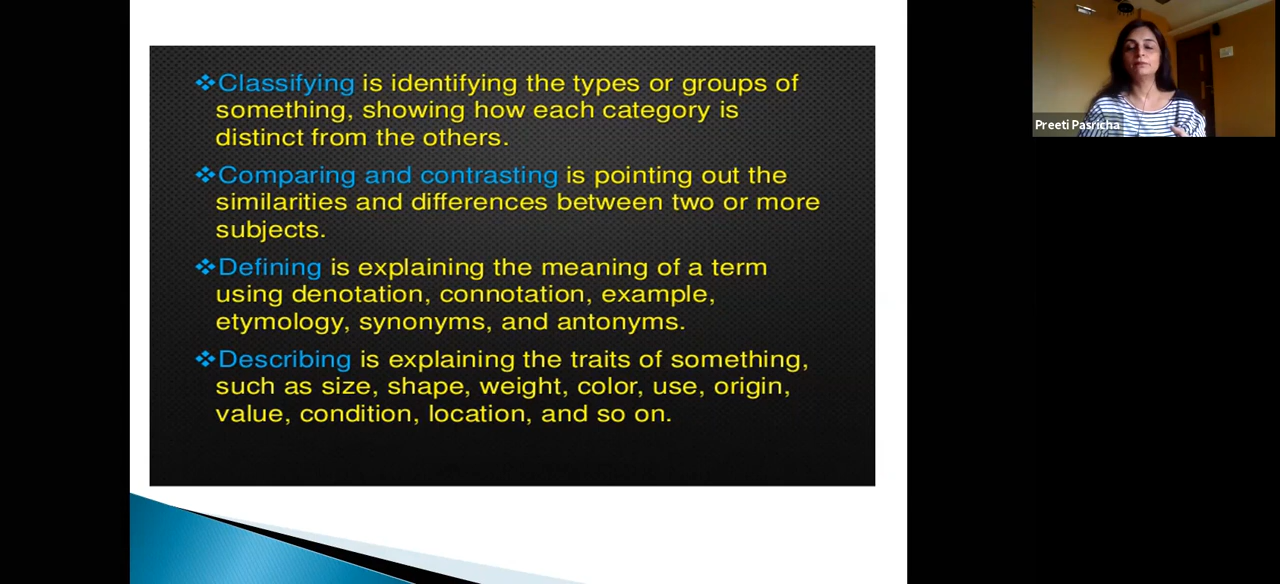 ❖Classifying is identifying the types or groups of
something, showing how each category is
distinct from the others.
❖Comparing and contrasting is pointing out the
similarities and differences between two or more
subjects.
❖Defining is explaining the meaning of a term
using denotation, connotation, example,
etymology, synonyms, and antonyms.
❖Describing is explaining the traits of something,
such as size, shape, weight, color, use, origin,
value, condition, location, and so on.
Preeti Pasricha